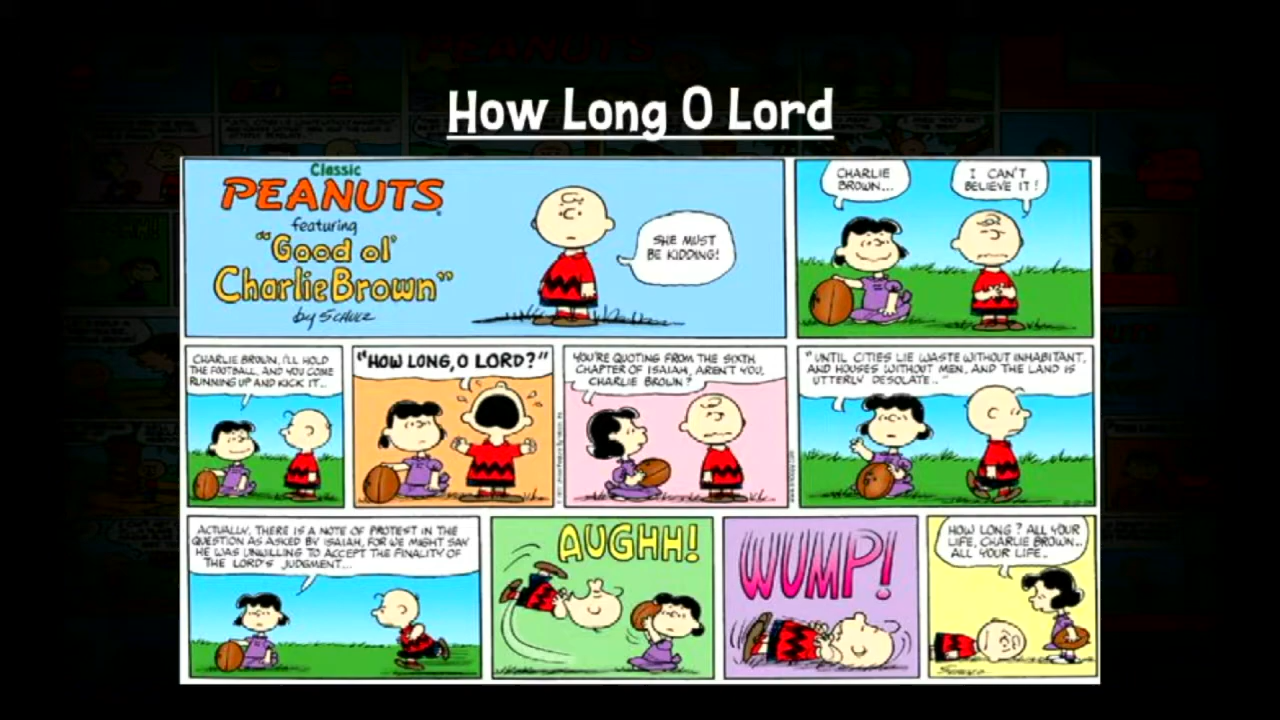 How Long O Lord
Classic
PEANUTS
featuring
"Good ol'
Charlie Brown"
by SCHULZ
SHE MUST
BE KIDDING!
CHARLIE
BROWN...
I CAN'T
BELIEVE IT!
CHARLIE BROWN, I'LL HOLD
THE FOOTBALL, AND YOU COME
RUNNING UP AND KICK IT..
"HOW LONG, O LORD?"
YOU'RE QUOTING FROM THE SIXTH
CHAPTER OF ISAIAH, AREN'T YOU,
CHARLIE BROWN?
"UNTIL CITIES LIE WASTE WITHOUT INHABITANT,
AND HOUSES WITHOUT MEN, AND THE LAND IS
UTTERLY DESOLATE.."
ACTUALLY, THERE IS A NOTE OF PROTEST IN THE
QUESTION AS ASKED BY ISAIAH, FOR WE MIGHT SAY
HE WAS UNWILLING TO ACCEPT THE FINALITY OF
THE LORD'S JUDGMENT...
AUGHH!
WUMP!
HOW LONG? ALL YOUR
LIFE, CHARLIE BROWN..
ALL YOUR LIFE..
SCHULZ